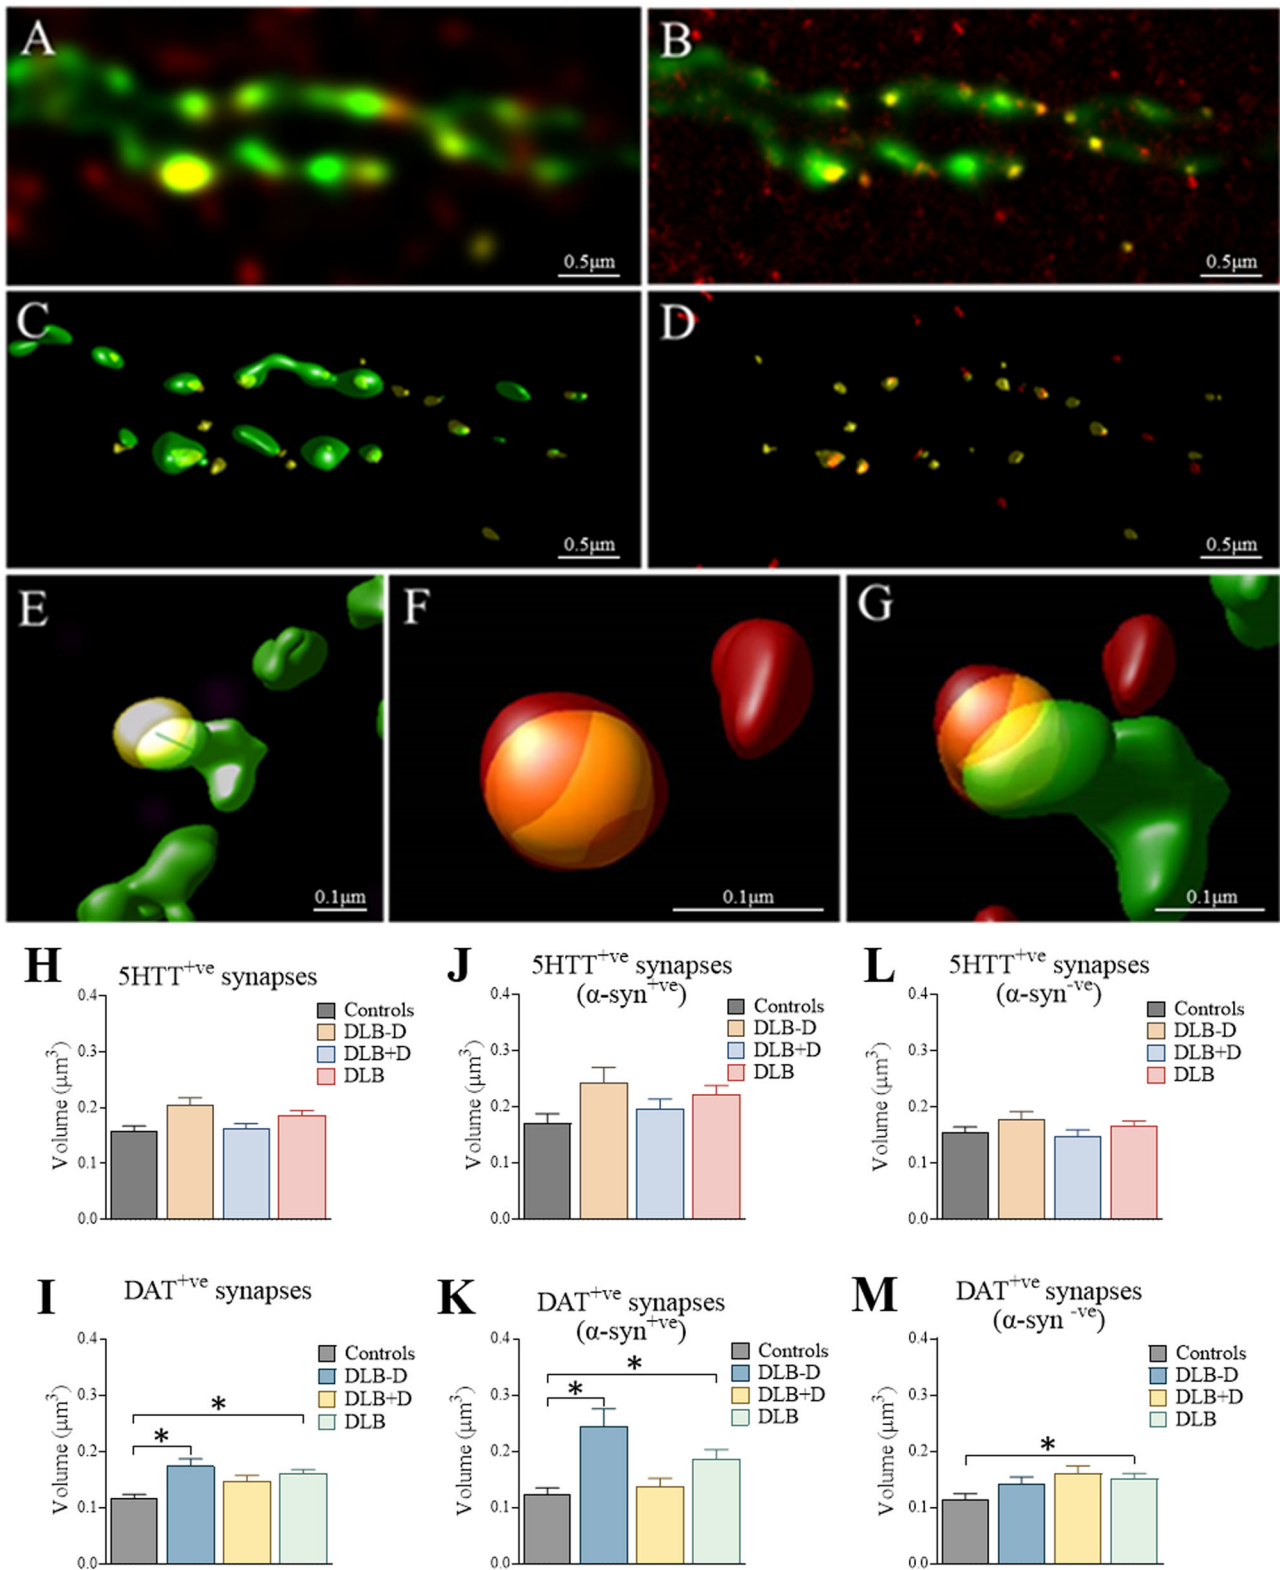 A
B
0.5μm
0.5μm
C
D
0.5μm
0.5μm
E
F
G
0.1μm
0.1μm
0.1μm
H
5HTT+ve synapses
0.4
0.3
0.2
0.1
0.0
Volume (μm3)
Controls
DLB-D
DLB+D
DLB
J
5HTT+ve synapses
(α-syn+ve)
0.4
0.3
0.2
0.1
0.0
Volume (μm3)
Controls
DLB-D
DLB+D
DLB
L
5HTT+ve synapses
(α-syn-ve)
0.4
0.3
0.2
0.1
0.0
Volume (μm3)
Controls
DLB-D
DLB+D
DLB
I
DAT+ve synapses
0.4
0.3
0.2
0.1
0.0
Volume (μm3)
*
*
Controls
DLB-D
DLB+D
DLB
K
DAT+ve synapses
(α-syn+ve)
0.4
0.3
0.2
0.1
0.0
Volume (μm3)
*
*
Controls
DLB-D
DLB+D
DLB
M
DAT+ve synapses
(α-syn -ve)
0.4
0.3
0.2
0.1
0.0
Volume (μm3)
*
Controls
DLB-D
DLB+D
DLB